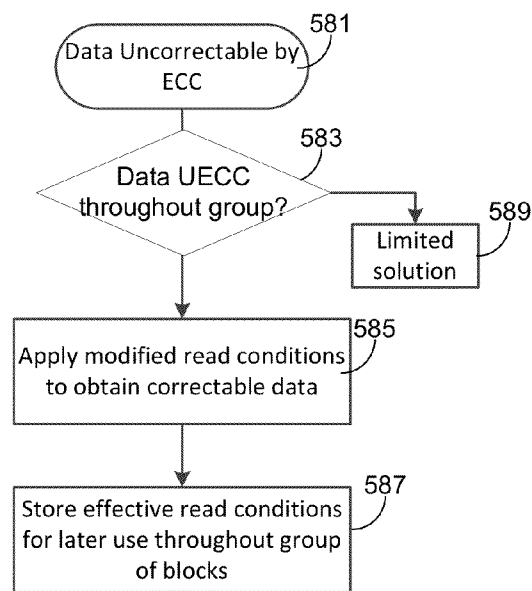 581
Data Uncorrectable by
ECC
583
Data UECC
throughout group?
589
Limited
solution
585
Apply modified read conditions
to obtain correctable data
587
Store effective read conditions
for later use throughout group
of blocks